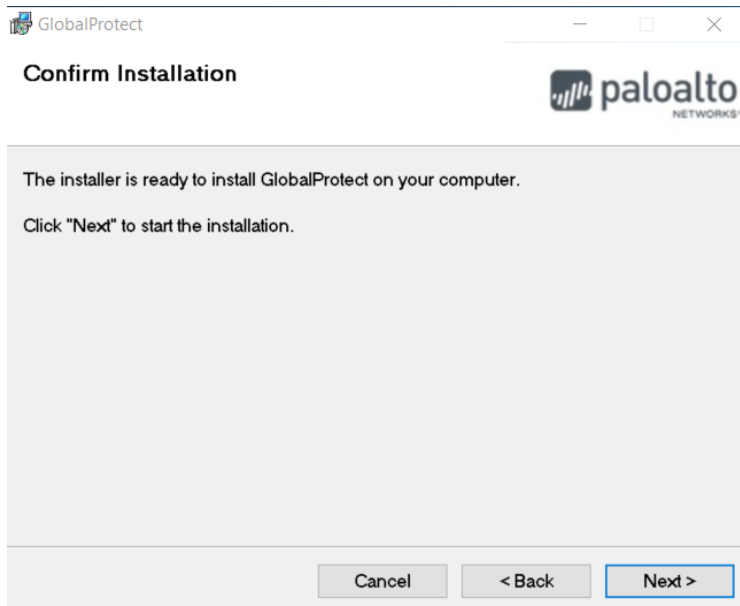 GlobalProtect
Confirm Installation
paloalto
NETWORKS
The installer is ready to install GlobalProtect on your computer.
Click "Next" to start the installation.
Cancel
< Back
Next >